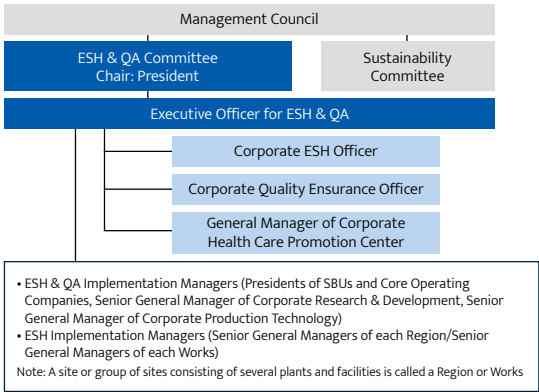 Management Council
ESH & QA Committee
Chair: President
Sustainability
Committee
Executive Officer for ESH & QA
Corporate ESH Officer
Corporate Quality Ensurance Officer
General Manager of Corporate
Health Care Promotion Center
• ESH & QA Implementation Managers (Presidents of SBUs and Core Operating
Companies, Senior General Manager of Corporate Research & Development, Senior
General Manager of Corporate Production Technology)
• ESH Implementation Managers (Senior General Managers of each Region/Senior
General Managers of each Works)
Note: A site or group of sites consisting of several plants and facilities is called a Region or Works